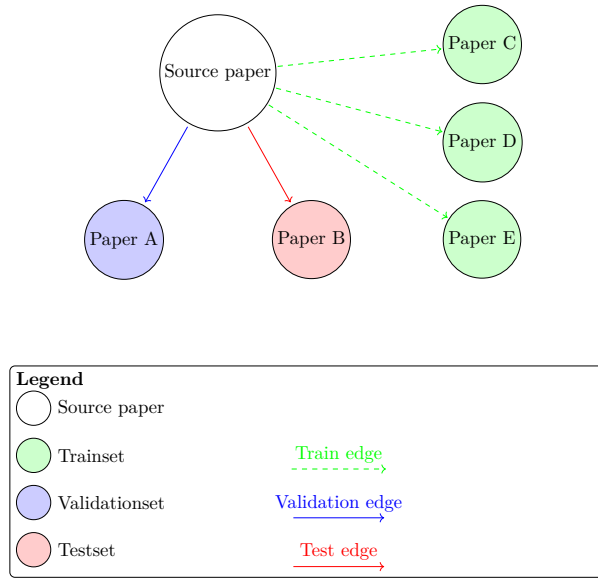 Paper C
Source paper
Paper D
Paper A
Paper B
Paper E
Legend
Source paper
Trainset
Train edge
Validationset
Validation edge
Testset
Test edge